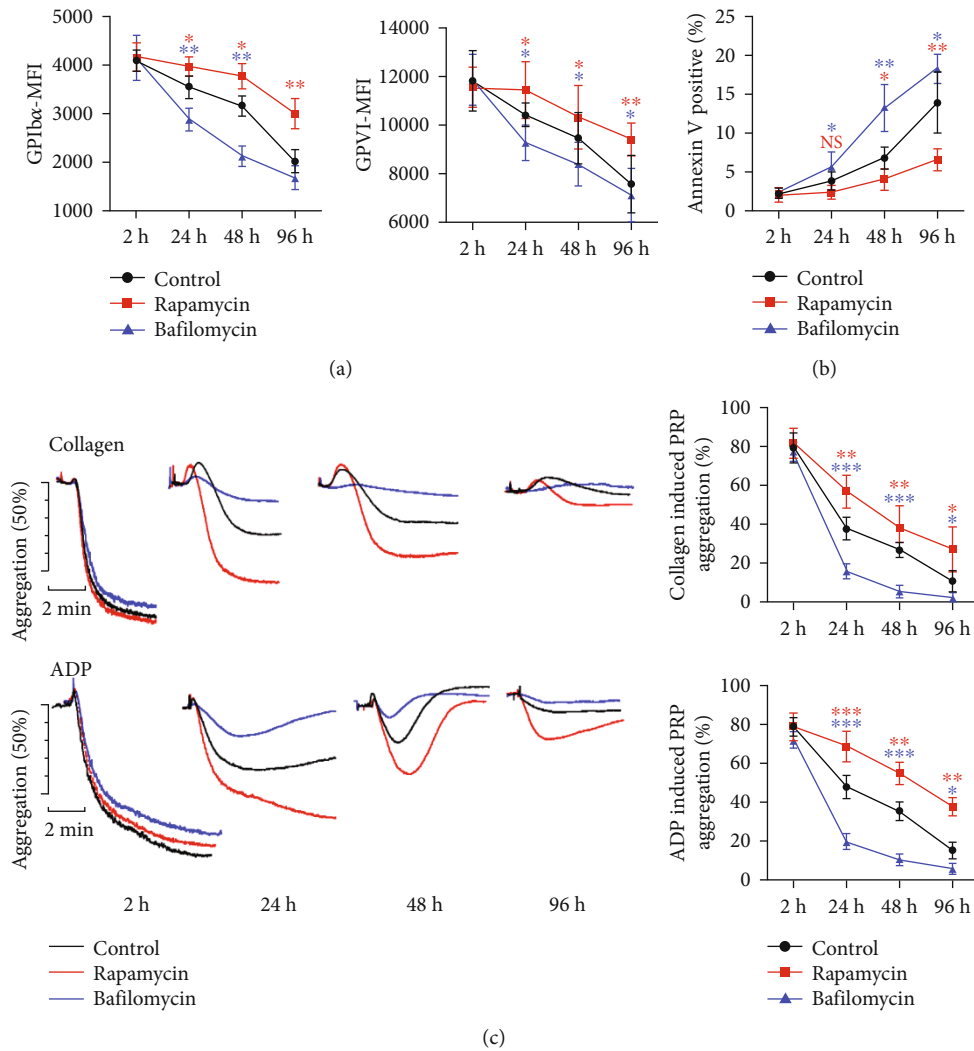 GPIbα-MFI
5000
4000
3000
2000
1000
* * **
** **
2 h 24 h 48 h 96 h
Control
Rapamycin
Bafilomycin
GPVI-MFI
14000
12000
10000
8000
6000
* * **
* * *
2 h 24 h 48 h 96 h
(a)
Annexin V positive (%)
25
20
15
10
5
0
* ** *
NS * **
2 h 24 h 48 h 96 h
Control
Rapamycin
Bafilomycin
(b)
Collagen
Aggregation (50%)
2 min
ADP
Aggregation (50%)
2 min
2 h 24 h 48 h 96 h
Control
Rapamycin
Bafilomycin
Collagen induced PRP
aggregation (%)
100
80
60
40
20
0
** ** *
*** *** *
2 h 24 h 48 h 96 h
ADP induced PRP
aggregation (%)
100
80
60
40
20
0
*** ** **
*** *** *
2 h 24 h 48 h 96 h
Control
Rapamycin
Bafilomycin
(c)